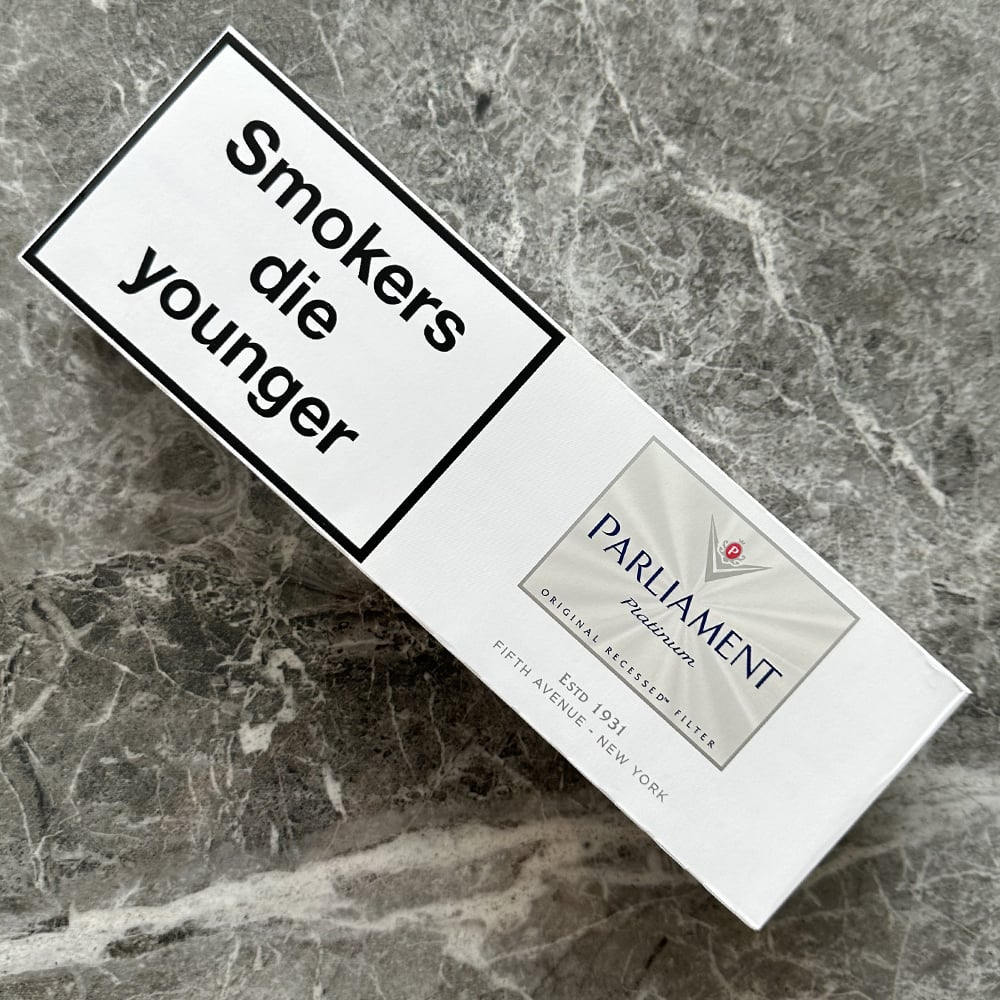 Smokers
die
younger
P
PARLIAMENT
Platinum
ORIGINAL RECESSED™ FILTER
ESTD 1931
FIFTH AVENUE - NEW YORK